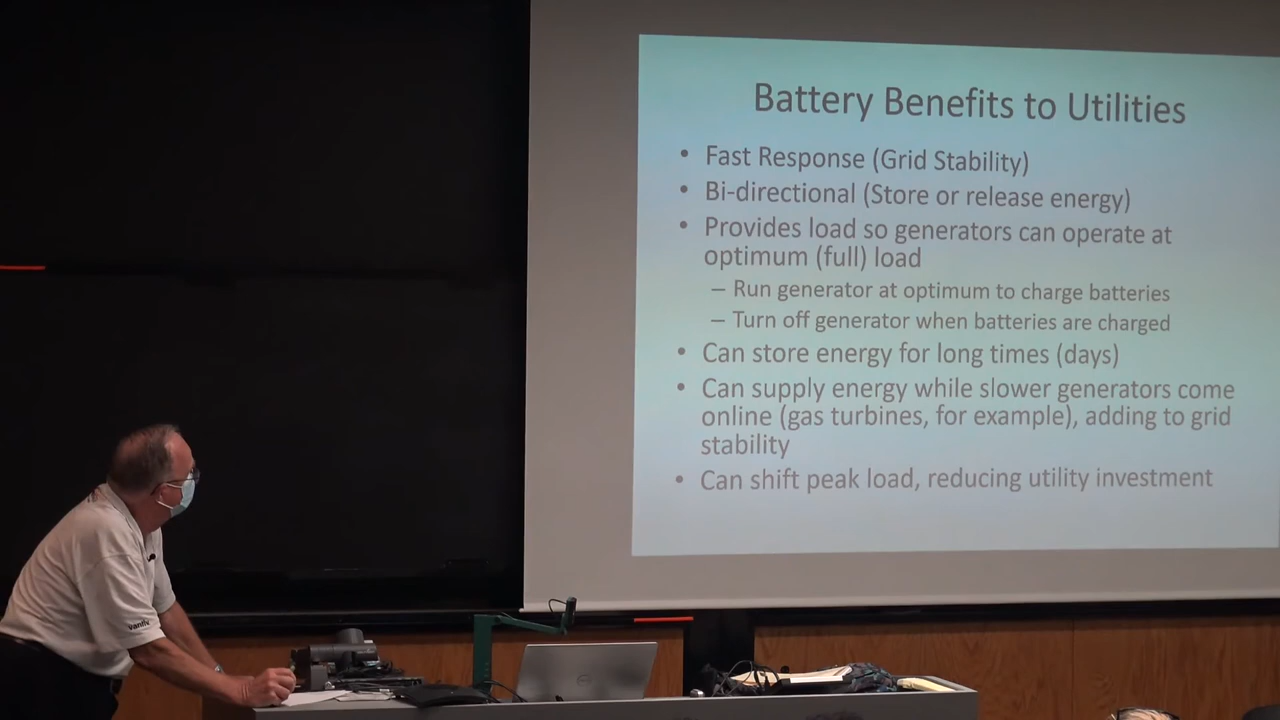 Battery Benefits to Utilities
• Fast Response (Grid Stability)
• Bi-directional (Store or release energy)
• Provides load so generators can operate at
optimum (full) load
– Run generator at optimum to charge batteries
– Turn off generator when batteries are charged
• Can store energy for long times (days)
• Can supply energy while slower generators come
online (gas turbines, for example), adding to grid
stability
• Can shift peak load, reducing utility investment